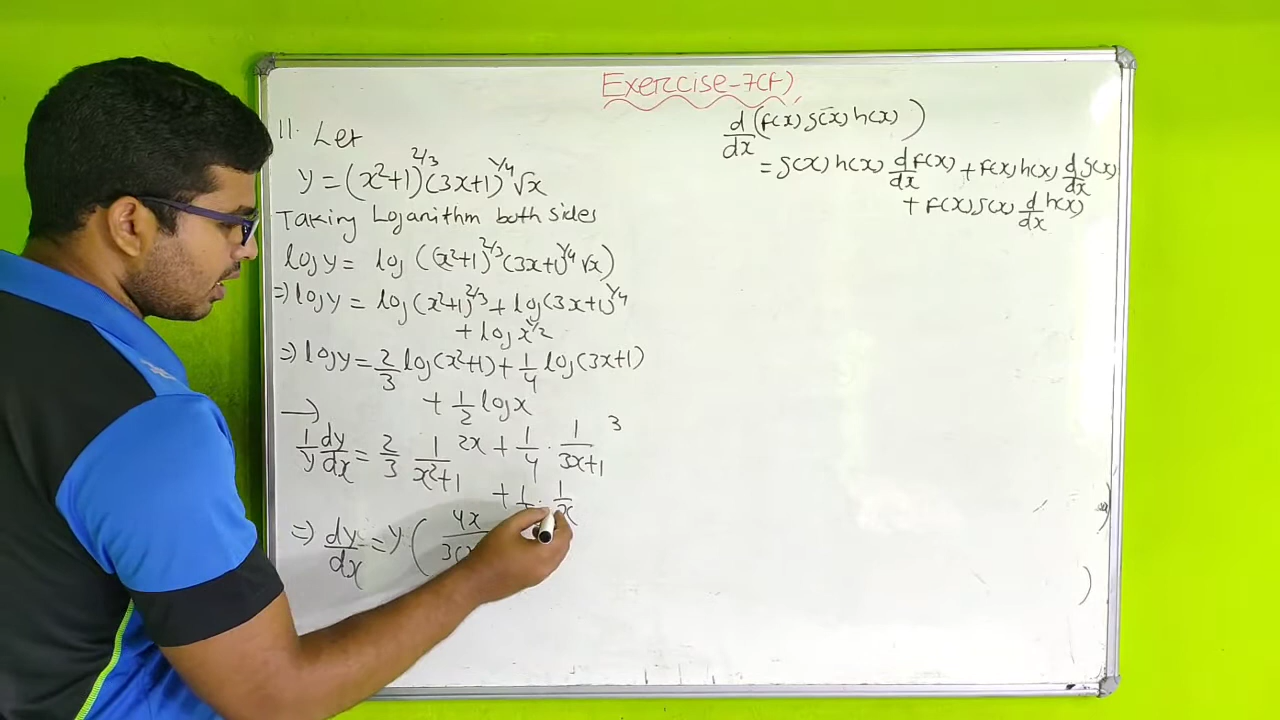 Exerccise-7(f)
11. Let
y = (x²+1)^2/3 (3x+1)^1/4 √x
Taking Logarithm both sides
log y = log ((x²+1)^2/3 (3x+1)^1/4 √x)
⇒ log y = log(x²+1)^2/3 + log(3x+1)^1/4
+ log x^1/2
⇒ log y = 2/3 log(x²+1) + 1/4 log(3x+1)
+ 1/2 log x
→
1/y dy/dx = 2/3 1/x²+1 2x + 1/4 · 1/3x+1 3
+ 1/ · 1/x
⇒ dy/dx = y ( 4x/3(
d/dx (f(x) g(x) h(x))
= g(x) h(x) d/dx f(x) + f(x) h(x) d/dx g(x)
+ f(x) g(x) d/dx h(x)
)